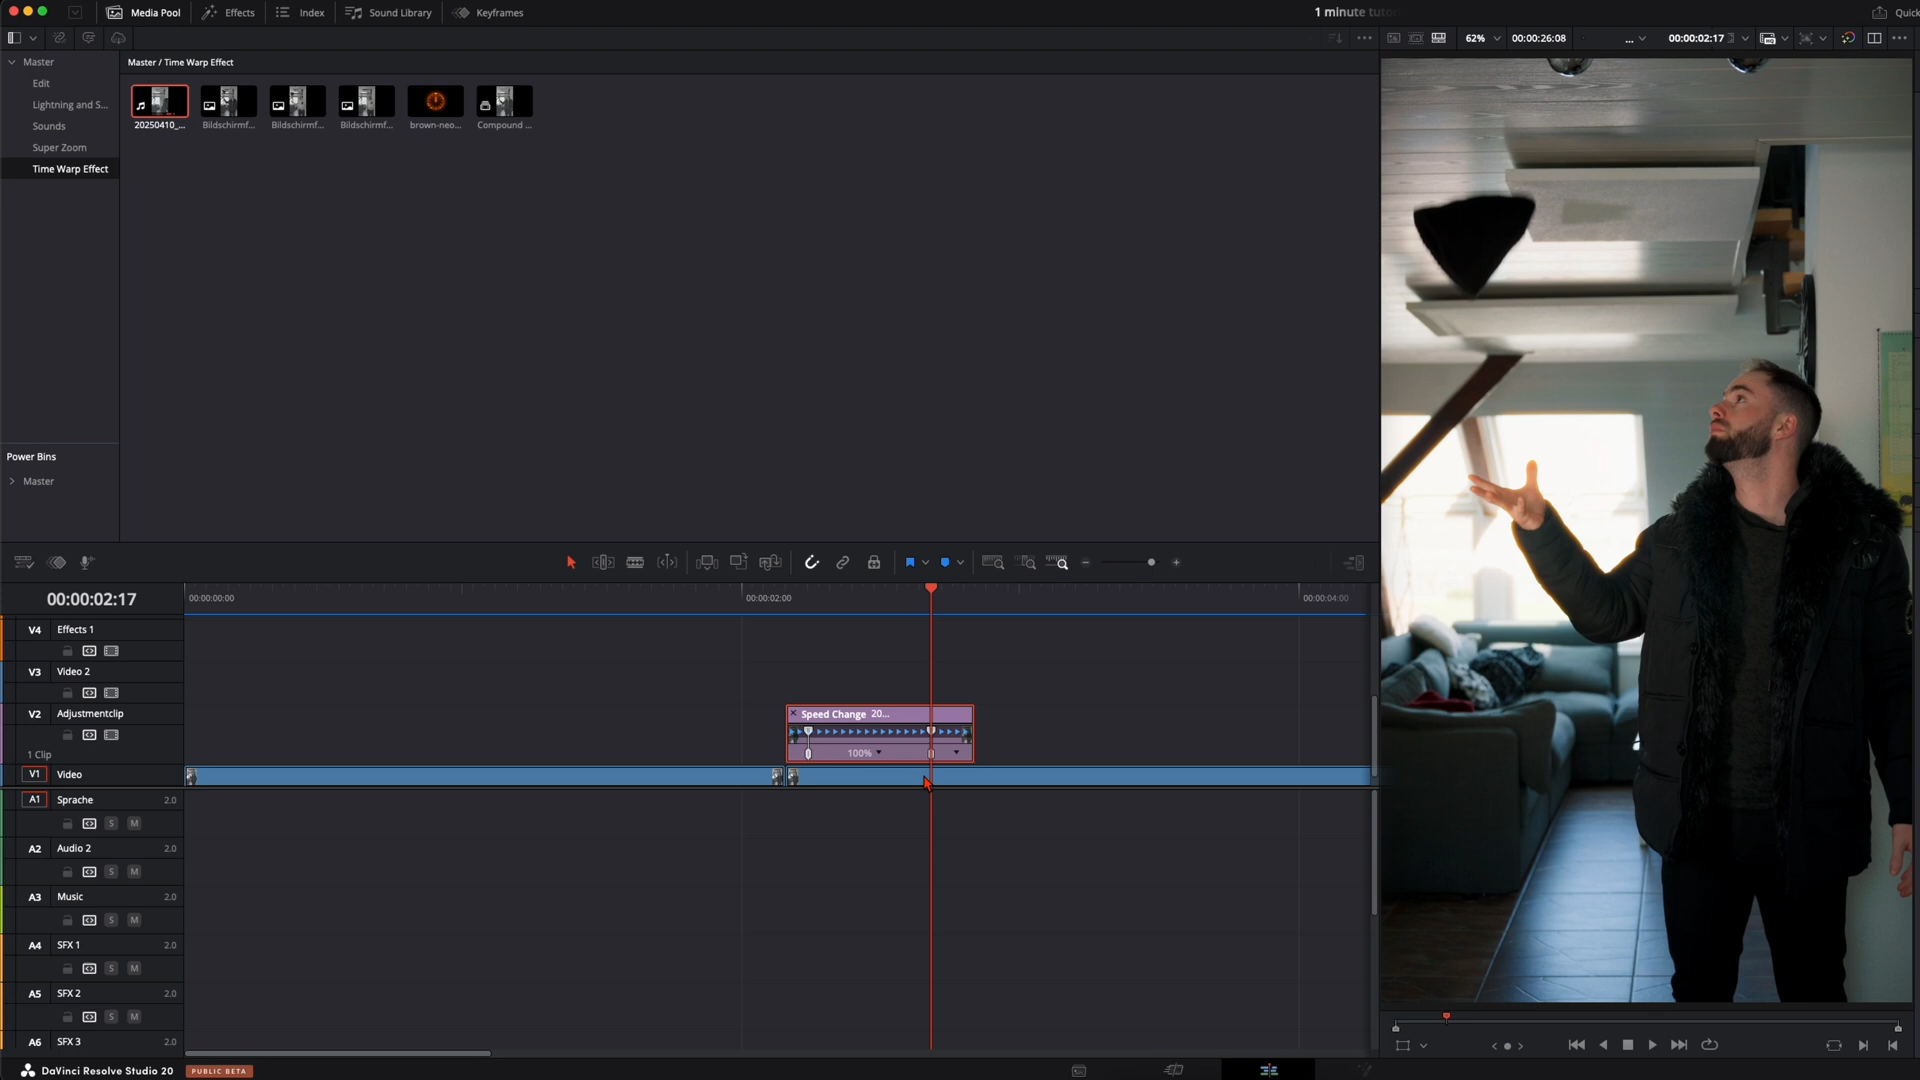 Media Pool
Effects
Index
Sound Library
Keyframes
1 minute tuto
Quick
62%
00:00:26:08
...
00:00:02:17
Master
Master / Time Warp Effect
Edit
Lightning and S...
Sounds
Super Zoom
Time Warp Effect
20250410_...
Bildschirmf...
Bildschirmf...
Bildschirmf...
brown-neo...
Compound ...
Power Bins
Master
00:00:02:17
00:00:00:00
00:00:02:00
00:00:04:00
V4 Effects 1
V3 Video 2
V2 Adjustmentclip
1 Clip
Speed Change 20...
100%
V1 Video
A1 Sprache 2.0
S M
A2 Audio 2 2.0
S M
A3 Music 2.0
S M
A4 SFX 1 2.0
S M
A5 SFX 2 2.0
S M
A6 SFX 3 2.0
DaVinci Resolve Studio 20
PUBLIC BETA